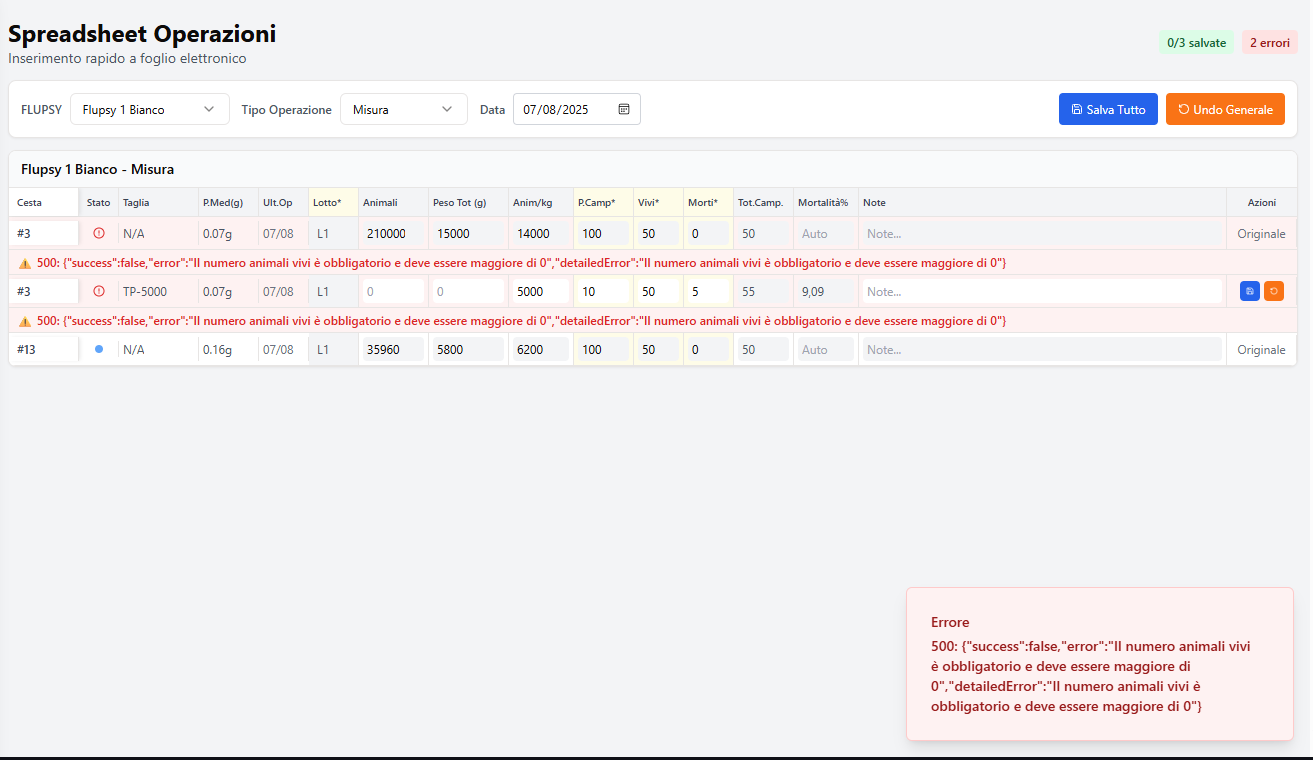 Spreadsheet Operazioni
Inserimento rapido a foglio elettronico
0/3 salvate 2 errori
FLUPSY Flupsy 1 Bianco Tipo Operazione Misura Data 07/08/2025 Salva Tutto Undo Generale
Flupsy 1 Bianco - Misura
Cesta Stato Taglia P.Med(g) Ult.Op Lotto* Animali Peso Tot (g) Anim/kg P.Camp* Vivi* Morti* Tot.Camp. Mortalità% Note Azioni
#3 N/A 0.07g 07/08 L1 210000 15000 14000 100 50 0 50 Auto Note... Originale
500: {"success":false,"error":"Il numero animali vivi è obbligatorio e deve essere maggiore di 0","detailedError":"Il numero animali vivi è obbligatorio e deve essere maggiore di 0"}
#3 TP-5000 0.07g 07/08 L1 0 0 5000 10 50 5 55 9,09 Note...
500: {"success":false,"error":"Il numero animali vivi è obbligatorio e deve essere maggiore di 0","detailedError":"Il numero animali vivi è obbligatorio e deve essere maggiore di 0"}
#13 N/A 0.16g 07/08 L1 35960 5800 6200 100 50 0 50 Auto Note... Originale
Errore
500: {"success":false,"error":"Il numero animali vivi
è obbligatorio e deve essere maggiore di
0","detailedError":"Il numero animali vivi è
obbligatorio e deve essere maggiore di 0"}